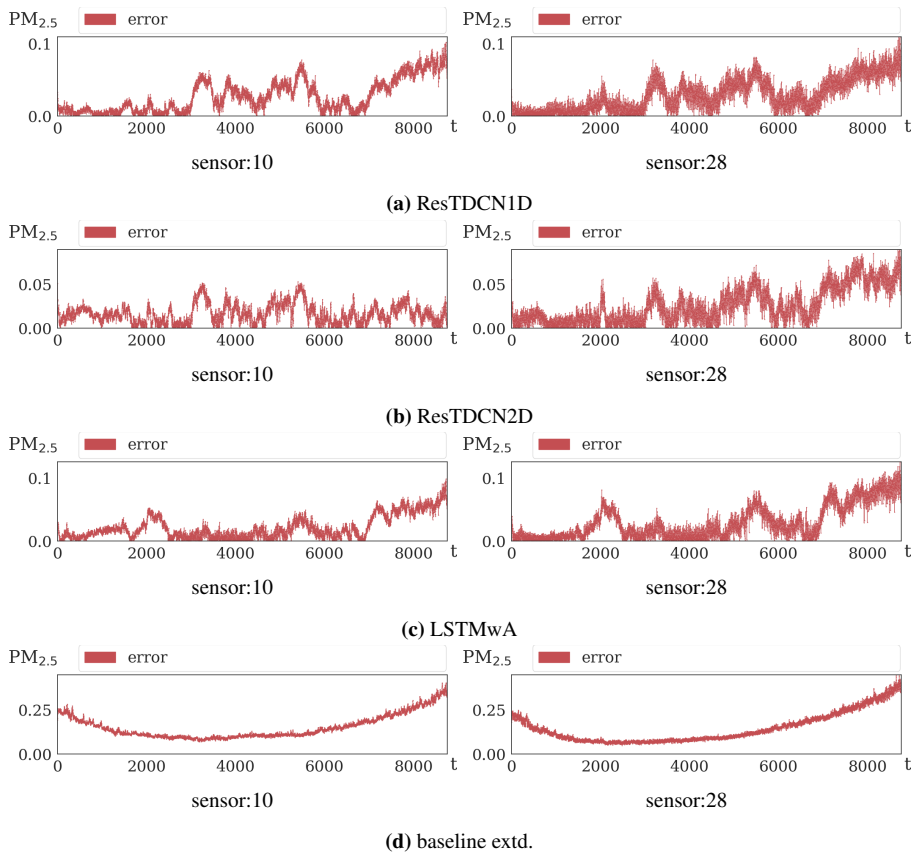 PM2.5 error PM2.5 error
0.1 0.1
0.0 0.0
0 2000 4000 6000 8000 t 0 2000 4000 6000 8000 t
sensor:10 sensor:28
(a) ResTDCN1D
PM2.5 error PM2.5 error
0.05 0.05
0.00 0.00
0 2000 4000 6000 8000 t 0 2000 4000 6000 8000 t
sensor:10 sensor:28
(b) ResTDCN2D
PM2.5 error PM2.5 error
0.1 0.1
0.0 0.0
0 2000 4000 6000 8000 t 0 2000 4000 6000 8000 t
sensor:10 sensor:28
(c) LSTMwA
PM2.5 error PM2.5 error
0.25 0.25
0.00 0.00
0 2000 4000 6000 8000 t 0 2000 4000 6000 8000 t
sensor:10 sensor:28
(d) baseline extd.